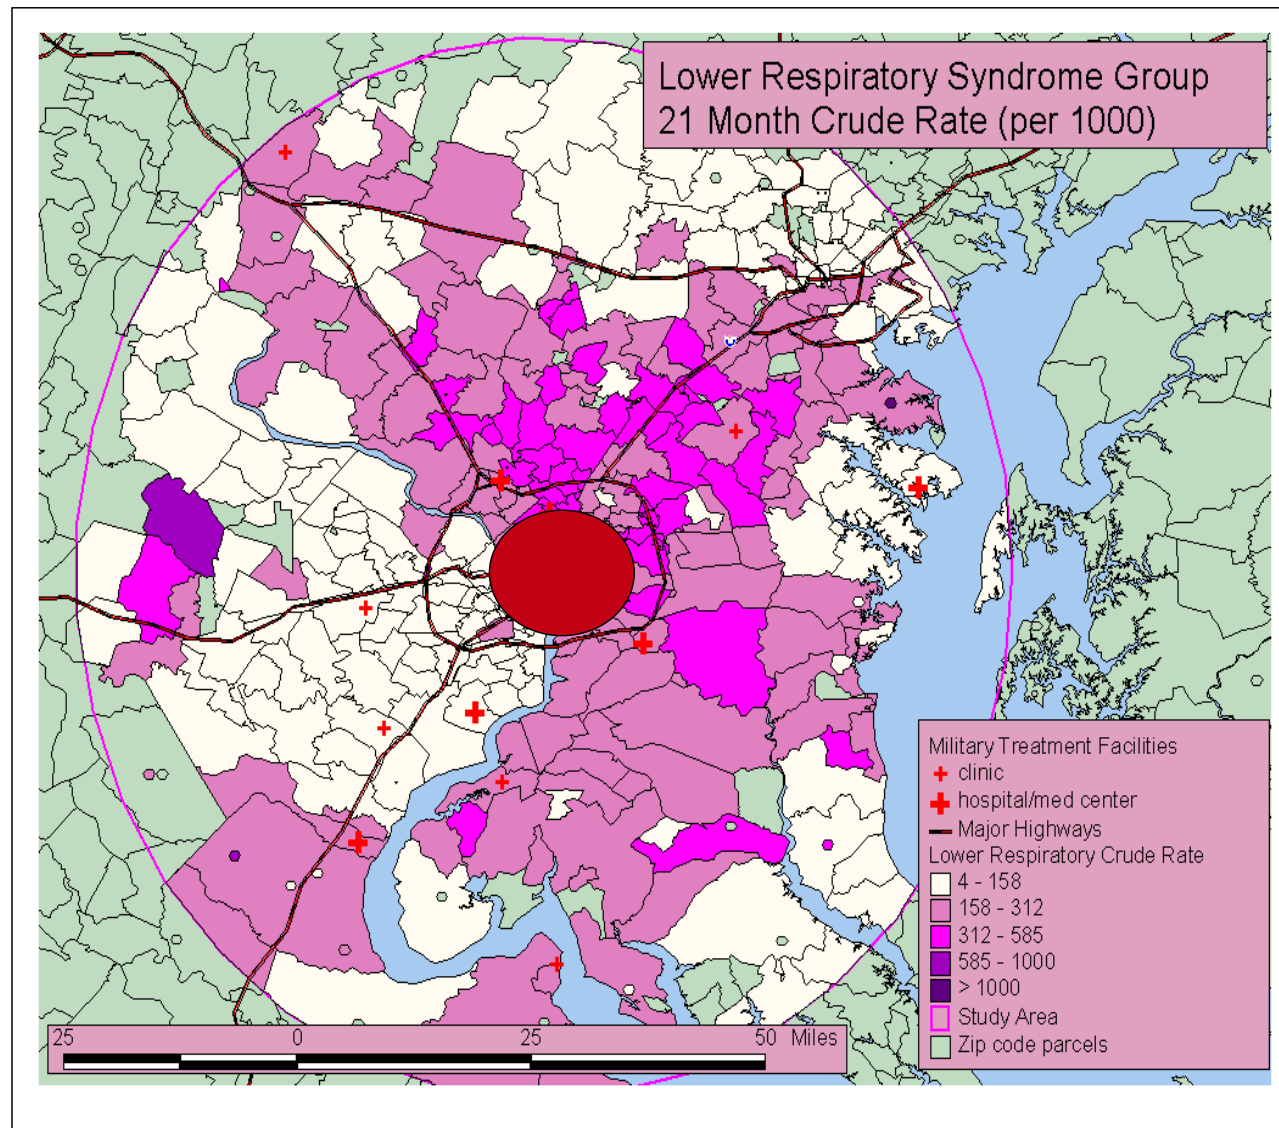 Lower Respiratory Syndrome Group
21 Month Crude Rate (per 1000)
Military Treatment Facilities
clinic
hospital/med center
Major Highways
Lower Respiratory Crude Rate
4 - 158
158 - 312
312 - 585
585 - 1000
> 1000
Study Area
Zip code parcels
25 0 25 50 Miles